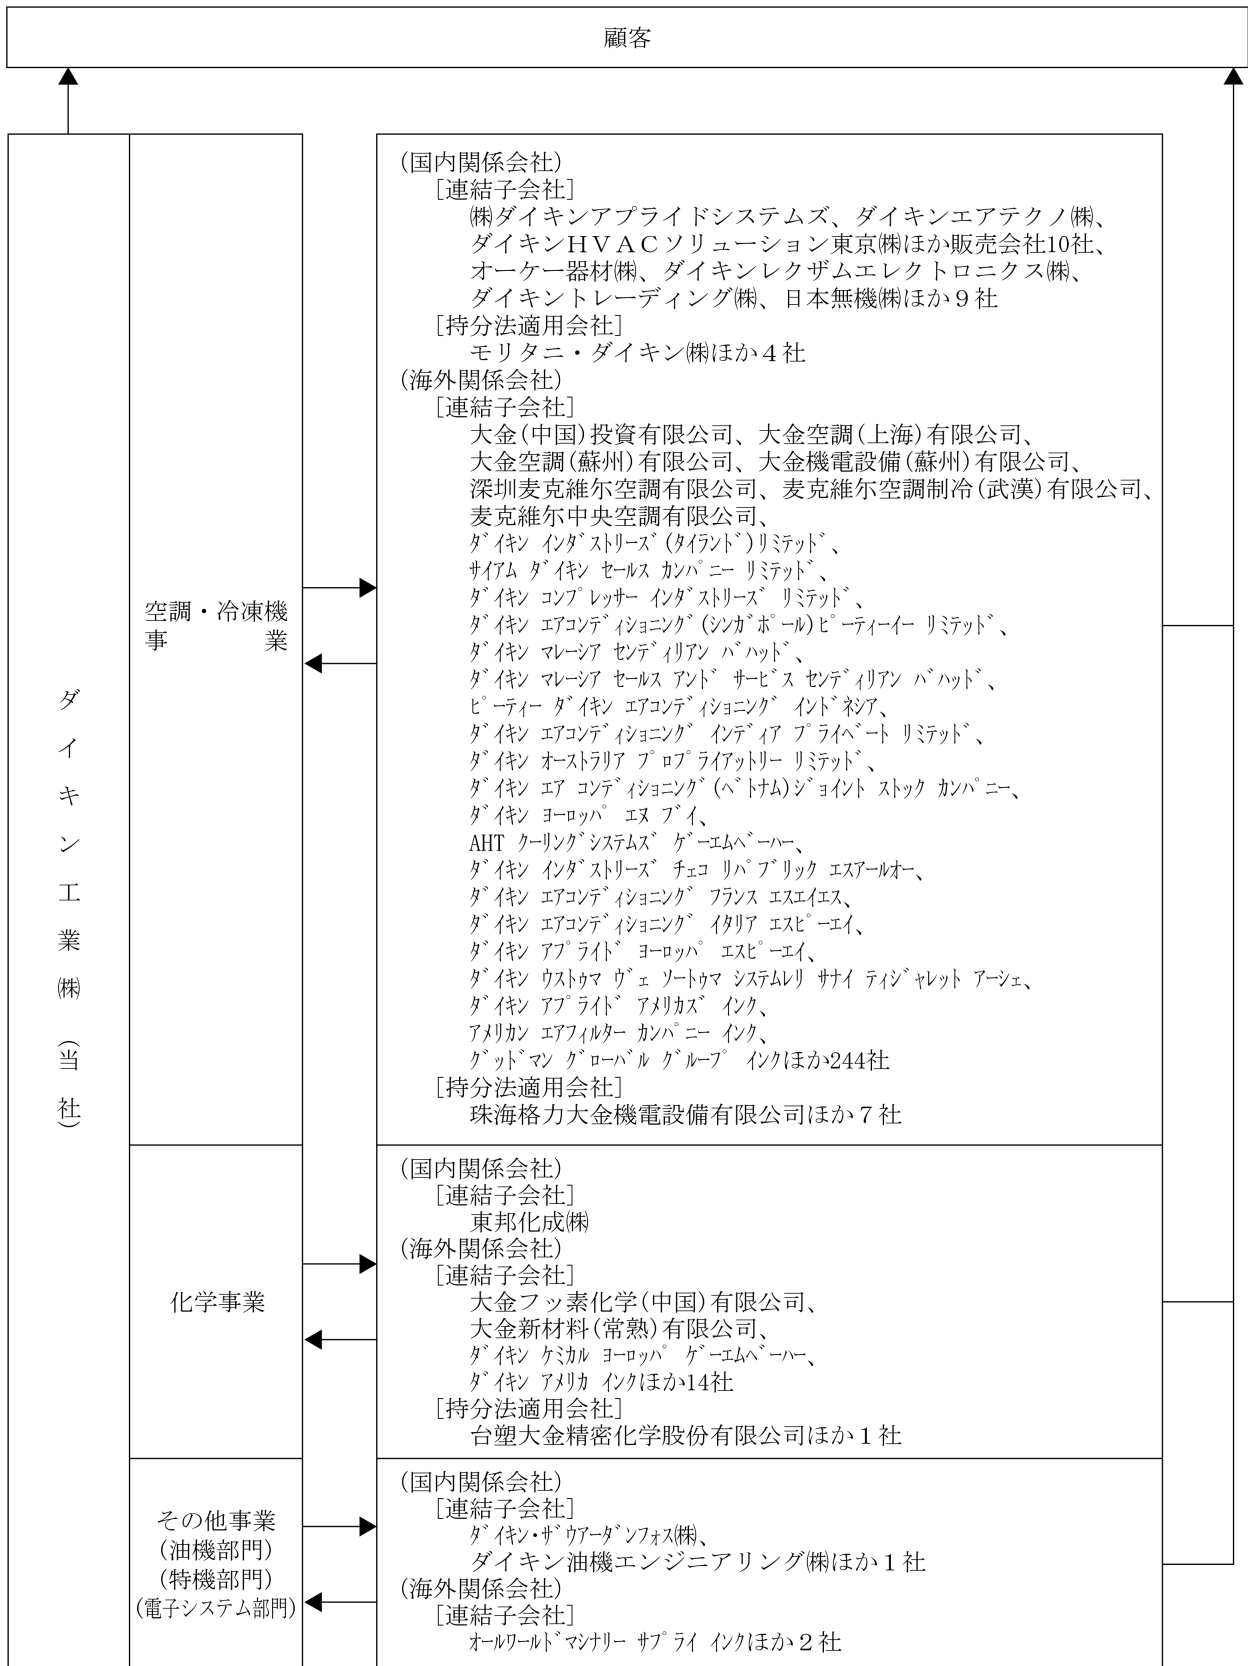 顧客
ダイキン工業㈱（当社）
空調・冷凍機
事業
(国内関係会社)
[連結子会社]
㈱ダイキンアプライドシステムズ、ダイキンエアテクノ㈱、
ダイキンＨＶＡＣソリューション東京㈱ほか販売会社10社、
オーケー器材㈱、ダイキンレクザムエレクトロニクス㈱、
ダイキントレーディング㈱、日本無機㈱ほか９社
[持分法適用会社]
モリタニ・ダイキン㈱ほか４社
(海外関係会社)
[連結子会社]
大金(中国)投資有限公司、大金空調(上海)有限公司、
大金空調(蘇州)有限公司、大金機電設備(蘇州)有限公司、
深圳麦克維尔空調有限公司、麦克維尔空調制冷(武漢)有限公司、
麦克維尔中央空調有限公司、
ﾀﾞｲｷﾝ ｲﾝﾀﾞｽﾄﾘｰｽﾞ(ﾀｲﾗﾝﾄﾞ)ﾘﾐﾃｯﾄﾞ、
ｻｲｱﾑ ﾀﾞｲｷﾝ ｾｰﾙｽ ｶﾝﾊﾟﾆｰ ﾘﾐﾃｯﾄﾞ、
ﾀﾞｲｷﾝ ｺﾝﾌﾟﾚｯｻｰ ｲﾝﾀﾞｽﾄﾘｰｽﾞ ﾘﾐﾃｯﾄﾞ、
ﾀﾞｲｷﾝ ｴｱｺﾝﾃﾞｨｼｮﾆﾝｸﾞ(ｼﾝｶﾞﾎﾟｰﾙ)ﾋﾟｰﾃｨｰｲｰ ﾘﾐﾃｯﾄﾞ、
ﾀﾞｲｷﾝ ﾏﾚｰｼｱ ｾﾝﾃﾞｨﾘｱﾝ ﾊﾞﾊｯﾄﾞ、
ﾀﾞｲｷﾝ ﾏﾚｰｼｱ ｾｰﾙｽ ｱﾝﾄﾞ ｻｰﾋﾞｽ ｾﾝﾃﾞｨﾘｱﾝ ﾊﾞﾊｯﾄﾞ、
ﾋﾟｰﾃｨｰ ﾀﾞｲｷﾝ ｴｱｺﾝﾃﾞｨｼｮﾆﾝｸﾞ ｲﾝﾄﾞﾈｼｱ、
ﾀﾞｲｷﾝ ｴｱｺﾝﾃﾞｨｼｮﾆﾝｸﾞ ｲﾝﾃﾞｨｱ ﾌﾟﾗｲﾍﾞｰﾄ ﾘﾐﾃｯﾄﾞ、
ﾀﾞｲｷﾝ ｵｰｽﾄﾗﾘｱ ﾌﾟﾛﾌﾟﾗｲｱｯﾄﾘｰ ﾘﾐﾃｯﾄﾞ、
ﾀﾞｲｷﾝ ｴｱ ｺﾝﾃﾞｨｼｮﾆﾝｸﾞ(ﾍﾞﾄﾅﾑ)ｼﾞｮｲﾝﾄ ｽﾄｯｸ ｶﾝﾊﾟﾆｰ、
ﾀﾞｲｷﾝ ﾖｰﾛｯﾊﾟ ｴﾇ ﾌﾞｲ、
AHT ｸｰﾘﾝｸﾞｼｽﾃﾑｽﾞ ｹﾞｰｴﾑﾍﾞｰﾊｰ、
ﾀﾞｲｷﾝ ｲﾝﾀﾞｽﾄﾘｰｽﾞ ﾁｪｺ ﾘﾊﾟﾌﾞﾘｯｸ ｴｽｱｰﾙｵｰ、
ﾀﾞｲｷﾝ ｴｱｺﾝﾃﾞｨｼｮﾆﾝｸﾞ ﾌﾗﾝｽ ｴｽｴｲｴｽ、
ﾀﾞｲｷﾝ ｴｱｺﾝﾃﾞｨｼｮﾆﾝｸﾞ ｲﾀﾘｱ ｴｽﾋﾟｰｴｲ、
ﾀﾞｲｷﾝ ｱﾌﾟﾗｲﾄﾞ ﾖｰﾛｯﾊﾟ ｴｽﾋﾟｰｴｲ、
ﾀﾞｲｷﾝ ｳｽﾄｩﾏ ｳﾞｪ ｿｰﾄｩﾏ ｼｽﾃﾑﾚﾘ ｻﾅｲ ﾃｨｼﾞｬﾚｯﾄ ｱｰｼｪ、
ﾀﾞｲｷﾝ ｱﾌﾟﾗｲﾄﾞ ｱﾒﾘｶｽﾞ ｲﾝｸ、
ｱﾒﾘｶﾝ ｴｱﾌｨﾙﾀｰ ｶﾝﾊﾟﾆｰ ｲﾝｸ、
ｸﾞｯﾄﾞﾏﾝ ｸﾞﾛｰﾊﾞﾙ ｸﾞﾙｰﾌﾟ ｲﾝｸほか244社
[持分法適用会社]
珠海格力大金機電設備有限公司ほか７社
化学事業
(国内関係会社)
[連結子会社]
東邦化成㈱
(海外関係会社)
[連結子会社]
大金フッ素化学(中国)有限公司、
大金新材料(常熟)有限公司、
ﾀﾞｲｷﾝ ｹﾐｶﾙ ﾖｰﾛｯﾊﾟ ｹﾞｰｴﾑﾍﾞｰﾊｰ、
ﾀﾞｲｷﾝ ｱﾒﾘｶ ｲﾝｸほか14社
[持分法適用会社]
台塑大金精密化学股份有限公司ほか１社
その他事業
(油機部門)
(特機部門)
(電子システム部門)
(国内関係会社)
[連結子会社]
ﾀﾞｲｷﾝ･ｻﾞｳｱｰﾀﾞﾝﾌｫｽ㈱、
ダイキン油機エンジニアリング㈱ほか１社
(海外関係会社)
[連結子会社]
ｵｰﾙﾜｰﾙﾄﾞﾏｼﾅﾘｰ ｻﾌﾟﾗｲ ｲﾝｸほか２社